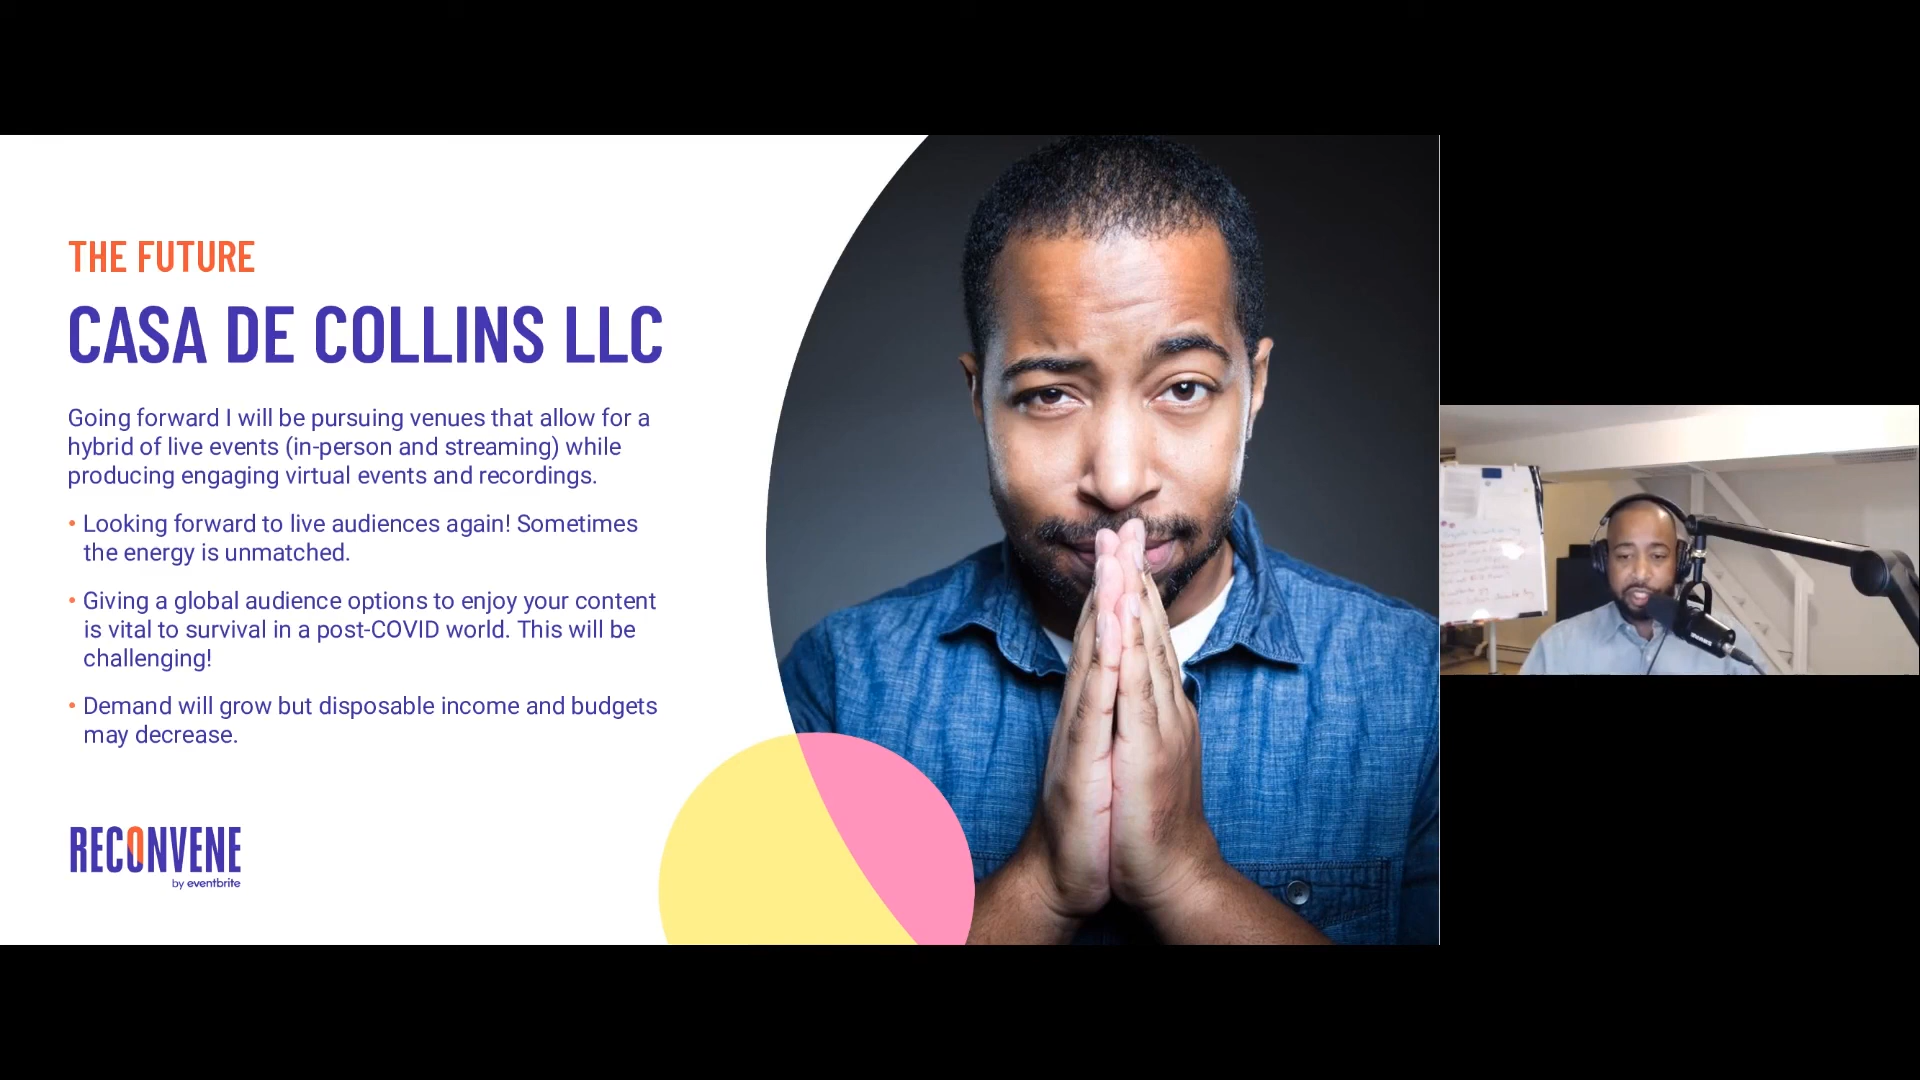 THE FUTURE
CASA DE COLLINS LLC
Going forward I will be pursuing venues that allow for a
hybrid of live events (in-person and streaming) while
producing engaging virtual events and recordings.
• Looking forward to live audiences again! Sometimes
the energy is unmatched.
• Giving a global audience options to enjoy your content
is vital to survival in a post-COVID world. This will be
challenging!
• Demand will grow but disposable income and budgets
may decrease.
RECONVENE
by eventbrite